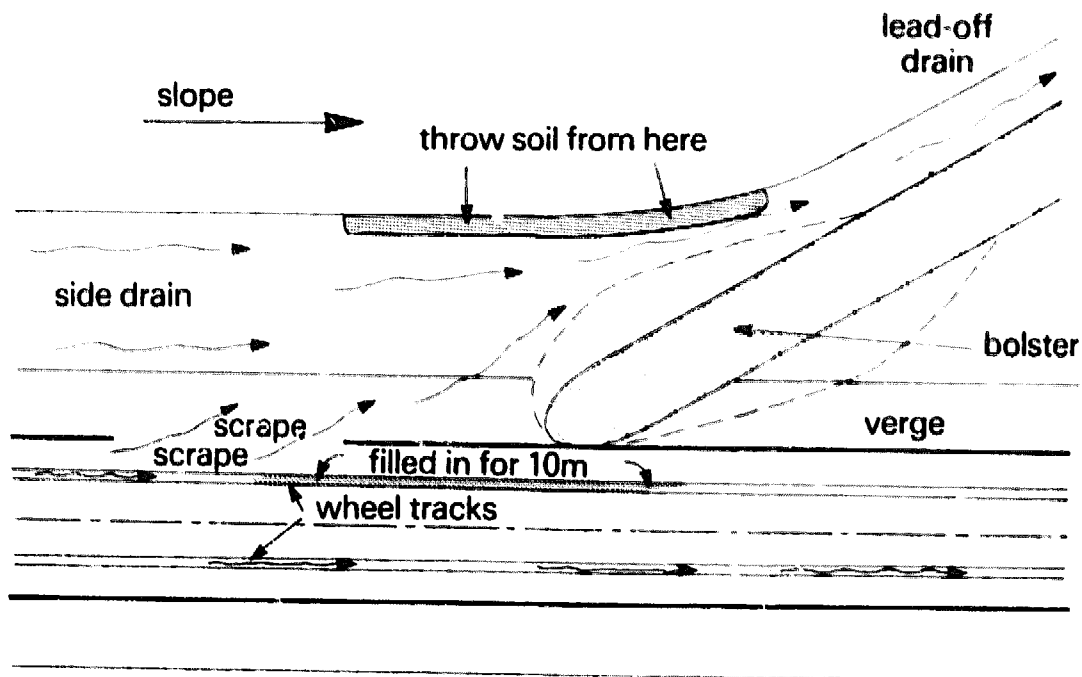 lead-off
drain
slope
throw soil from here
side drain
bolster
scrape
verge
scrape
filled in for 10m
wheel tracks